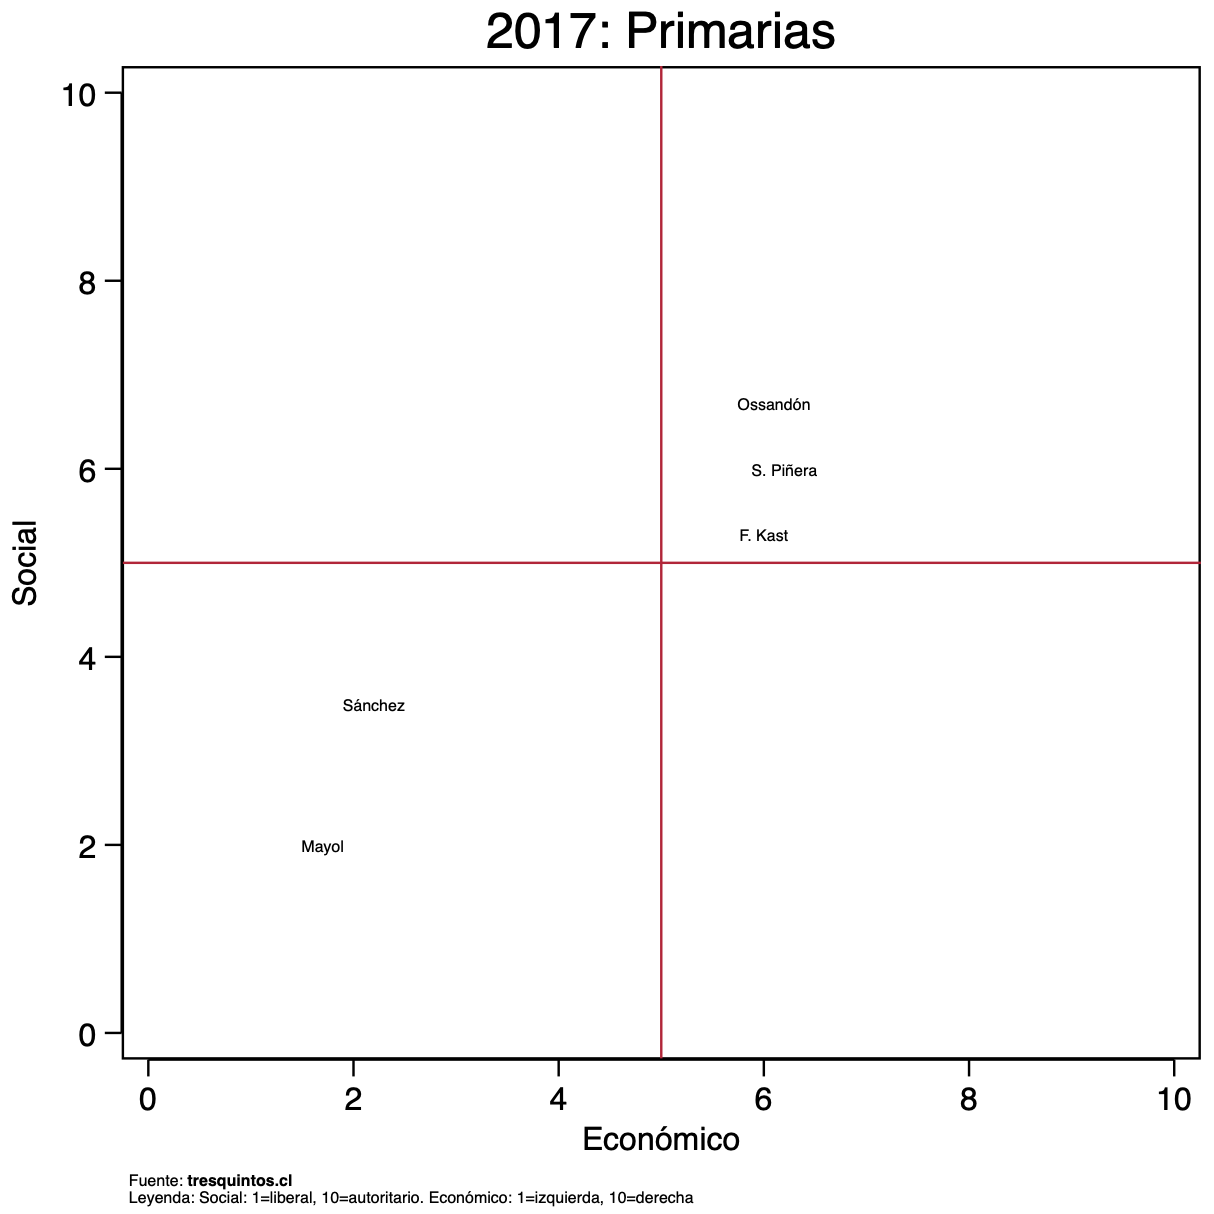 2017: Primarias
10
8
6
4
2
0
Social
Ossandón
S. Piñera
F. Kast
Sánchez
Mayol
0 2 4 6 8 10
Económico
Fuente: tresquintos.cl
Leyenda: Social: 1=liberal, 10=autoritario. Económico: 1=izquierda, 10=derecha